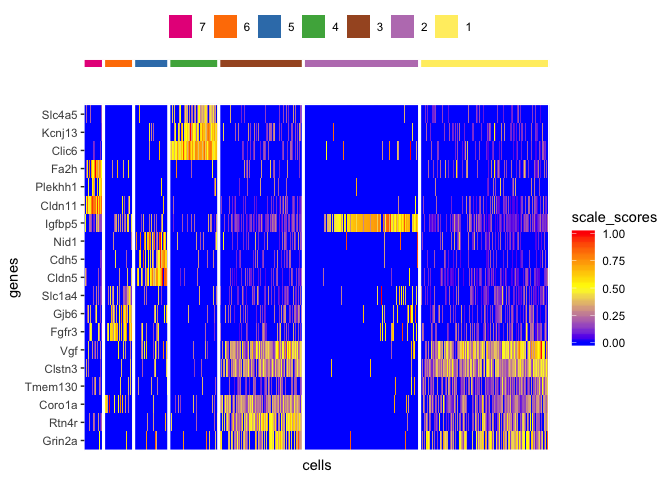 7 6 5 4 3 2 1
Slc4a5
Kcnj13
Clic6
Fa2h
Plekhh1
Cldn11
Igfbp5
Nid1
Cdh5
Cldn5
Slc1a4
Gjb6
Fgfr3
Vgf
Clstn3
Tmem130
Coro1a
Rtn4r
Grin2a
genes
cells
scale_scores
1.00
0.75
0.50
0.25
0.00